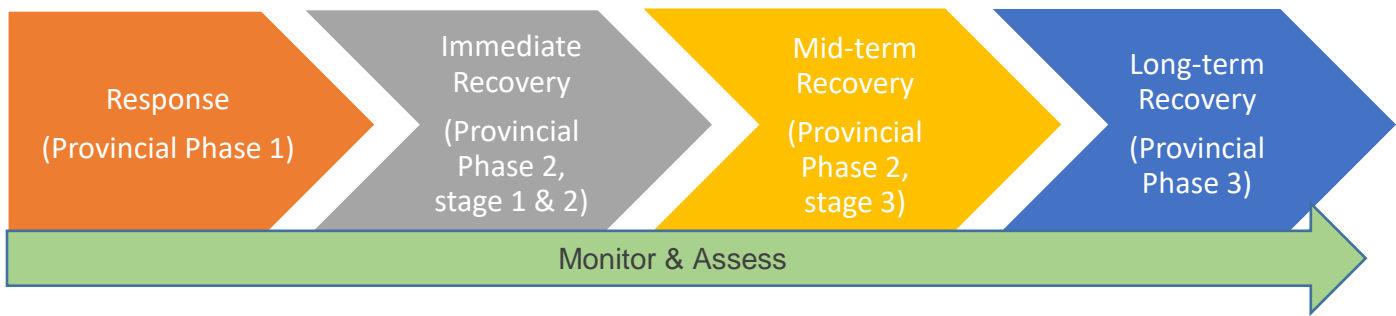 Response
(Provincial Phase 1)
Immediate
Recovery
(Provincial
Phase 2,
stage 1 & 2)
Mid-term
Recovery
(Provincial
Phase 2,
stage 3)
Long-term
Recovery
(Provincial
Phase 3)
Monitor & Assess